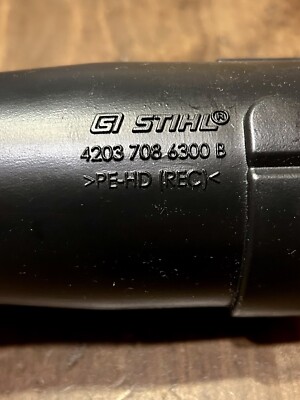 STIHL®
4203 708 6300 B
>PE-HD (REC)<